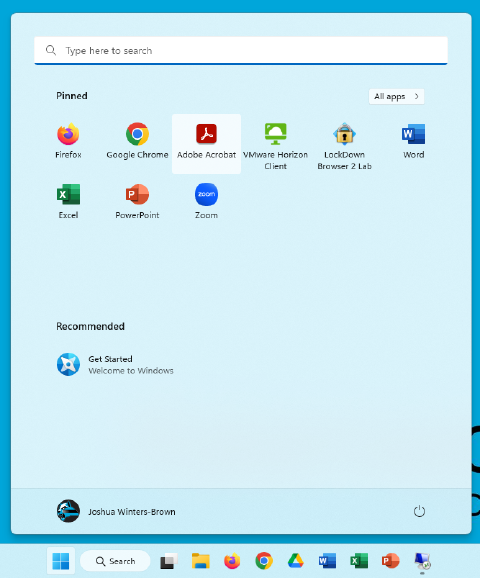 Type here to search
Pinned
All apps
Firefox
Google Chrome
Adobe Acrobat
VMware Horizon
Client
LockDown
Browser 2 Lab
Word
Excel
PowerPoint
zoom
Zoom
Recommended
Get Started
Welcome to Windows
Joshua Winters-Brown
Search